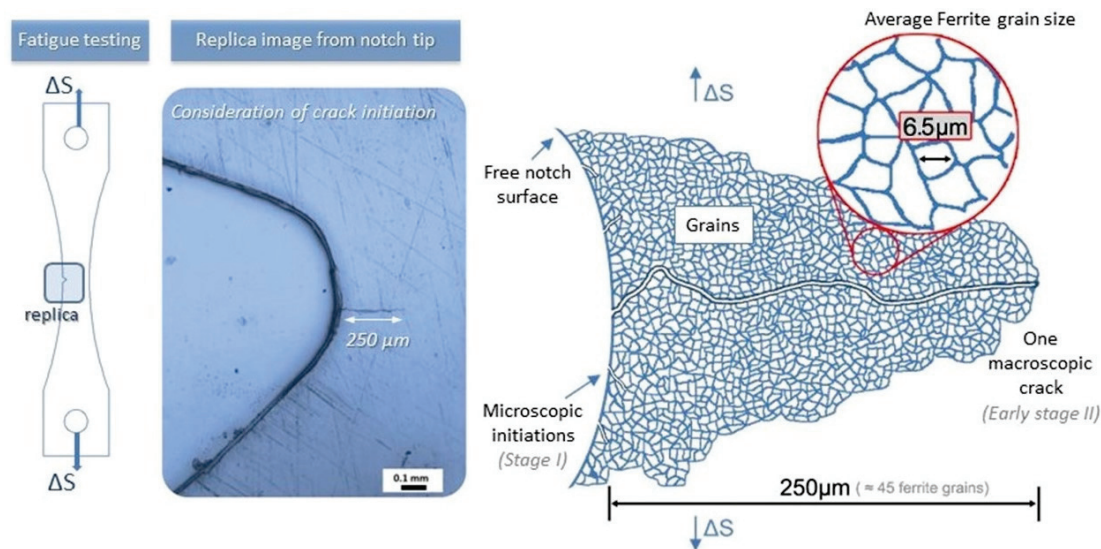 Fatigue testing
Replica image from notch tip
ΔS
replica
ΔS
Consideration of crack initiation
250 μm
0.1 mm
Average Ferrite grain size
6.5μm
ΔS
Free notch
surface
Grains
One
macroscopic
crack
(Early stage II)
Microscopic
initiations
(Stage I)
250μm ( ≈ 45 ferrite grains)
ΔS